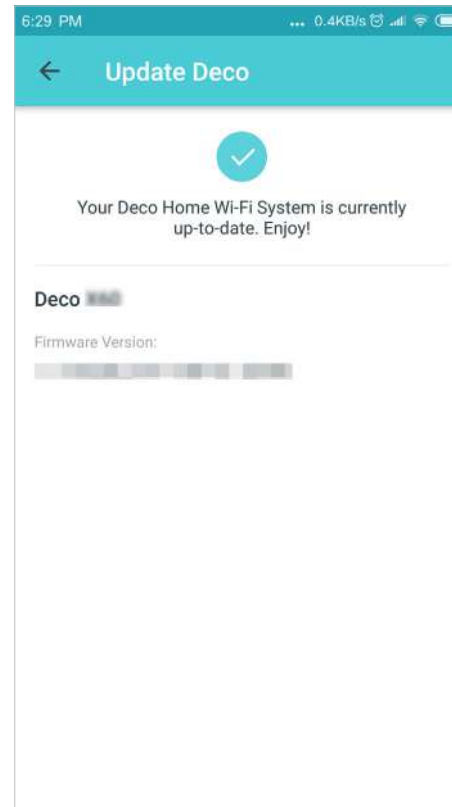 6:29 PM ... 0.4KB/s
Update Deco
Your Deco Home Wi-Fi System is currently
up-to-date. Enjoy!
Deco
Firmware Version: